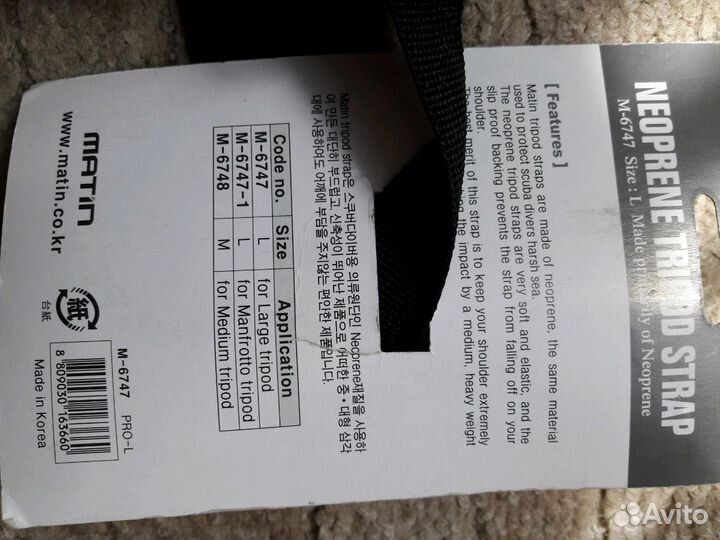 NEOPRENE TRIPOD STRAP
M-6747 Size : L Made of Neoprene
[ Features ]
Matin tripod straps are made of neoprene, the same material
used to protect scuba divers harsh sea.
The neoprene tripod straps are very soft and elastic, and the
slip proof backing prevents the strap from falling off on your
shoulder.
The best merit of this strap is to keep your shoulder extremely
the impact by a medium, heavy weight
Matin tripod strap은 스쿠버다이버용 의류원단인 Neoprene재질을 사용하
여 만든 대단히 부드럽고, 신축성이 뛰어난 제품으로 어떠한 중·대형 삼각
대에 사용하여도 어깨에 부담을 주지않는 편안한 제품입니다.
Code no. Size Application
M-6747 L for Large tripod
M-6747-1 L for Manfrotto tripod
M-6748 M for Medium tripod
MATIN
www.matin.co.kr
紙
台紙
M-6747 PRO-L
8 809030 163660
Made in Korea
Avito